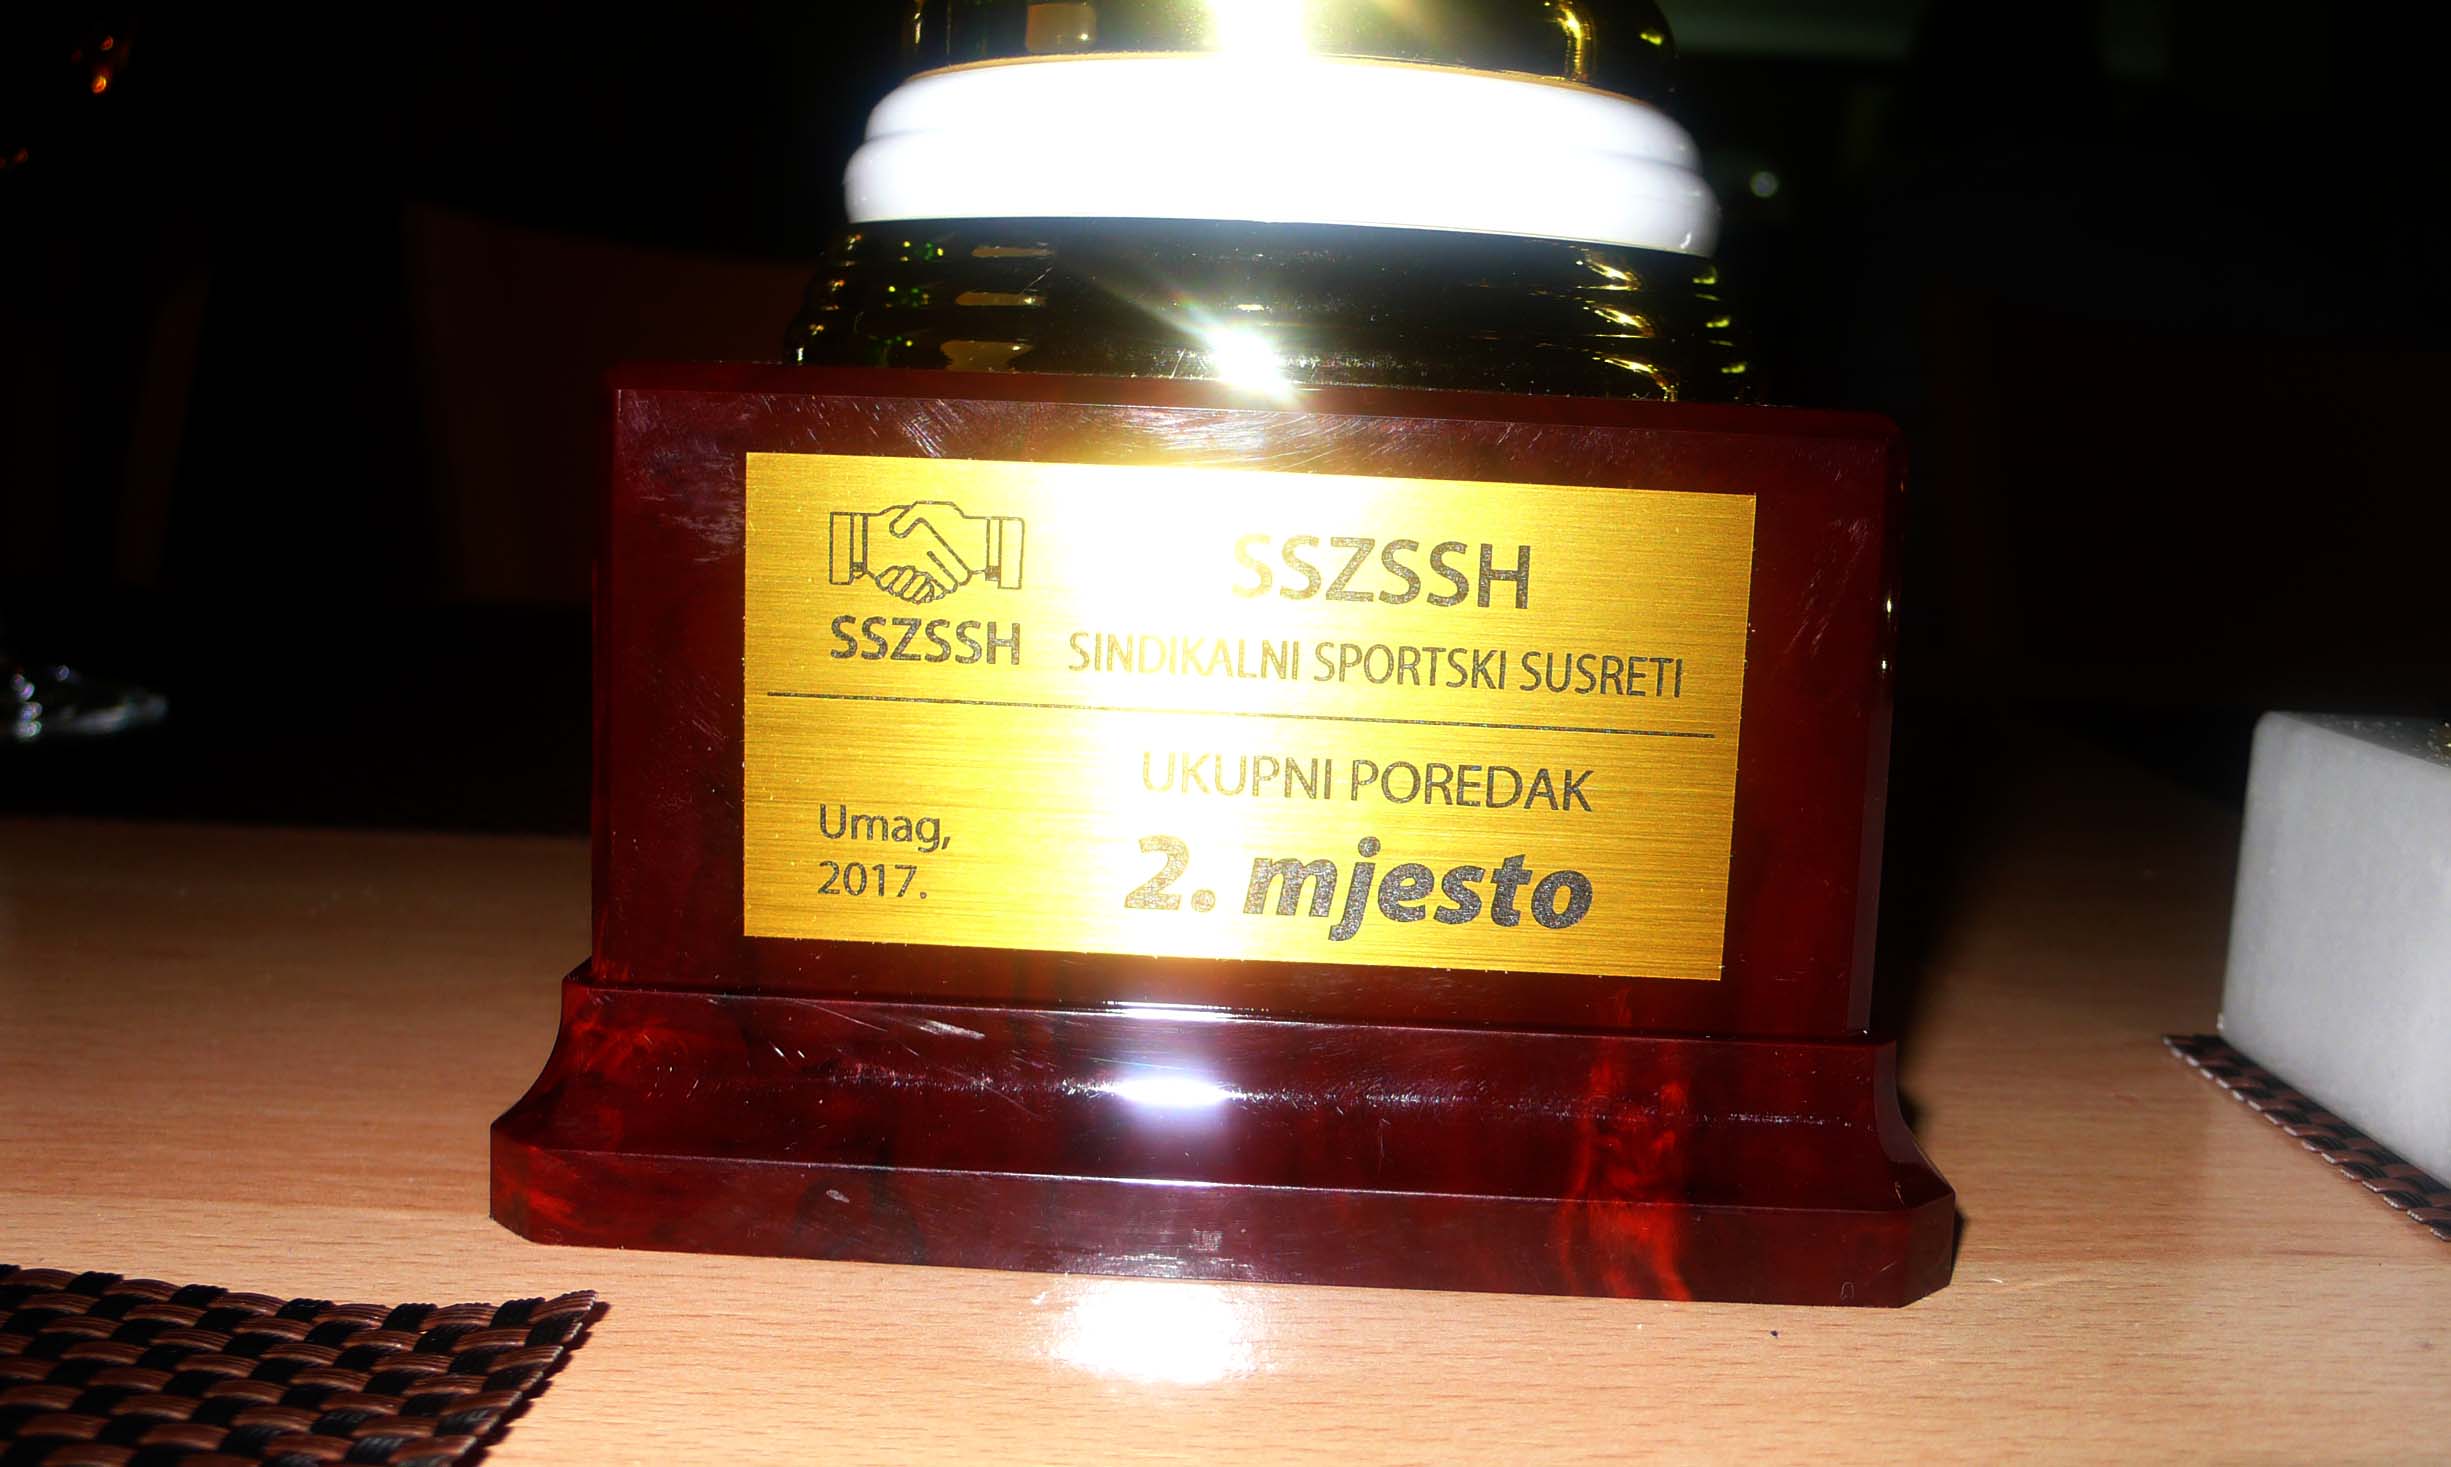 SSZSSH
SSZSSH
SINDIKALNI SPORTSKI SUSRETI
UKUPNI POREDAK
2. mjesto
Umag,
2017.